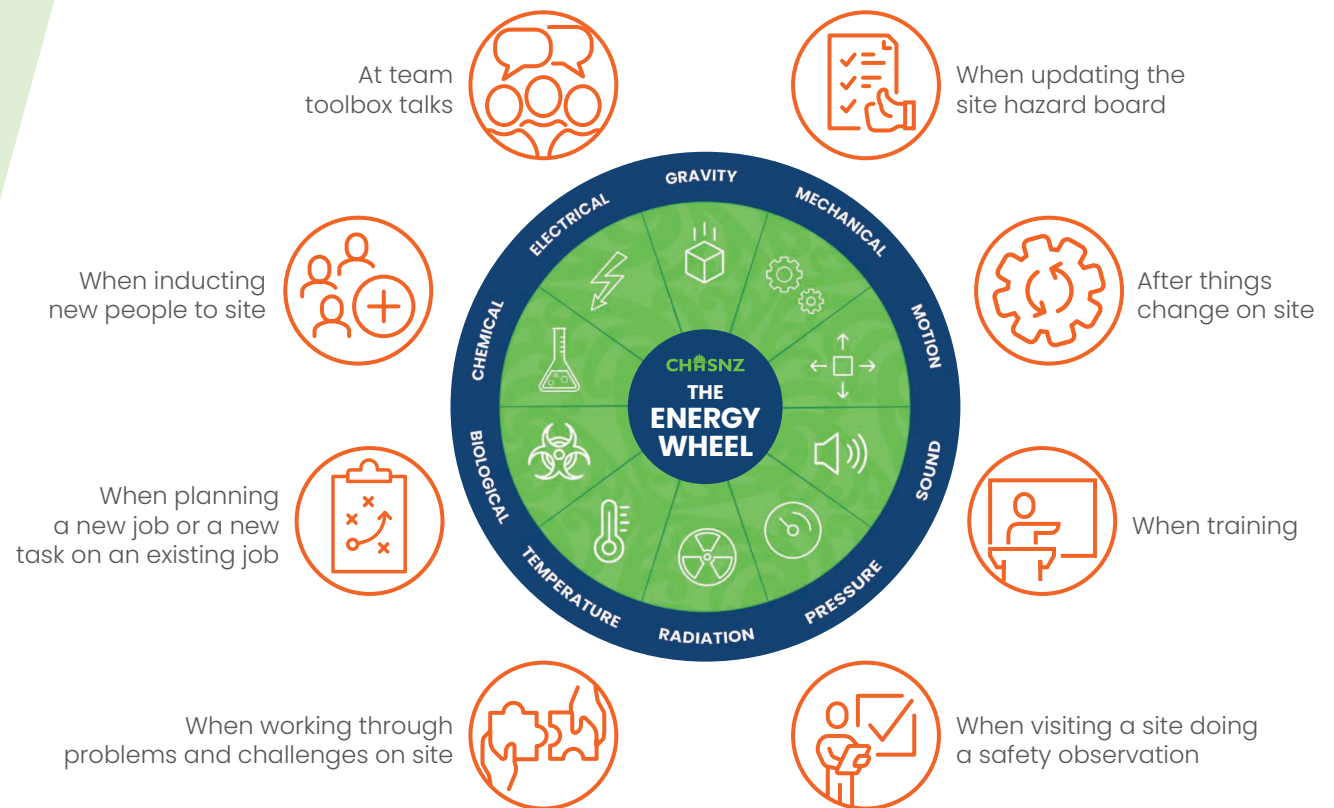 At team
toolbox talks
When updating the
site hazard board
When inducting
new people to site
After things
change on site
When planning
a new job or a new
task on an existing job
When training
When working through
problems and challenges on site
When visiting a site doing
a safety observation
GRAVITY
MECHANICAL
MOTION
SOUND
PRESSURE
RADIATION
TEMPERATURE
BIOLOGICAL
CHEMICAL
ELECTRICAL
CHASNZ
THE
ENERGY
WHEEL